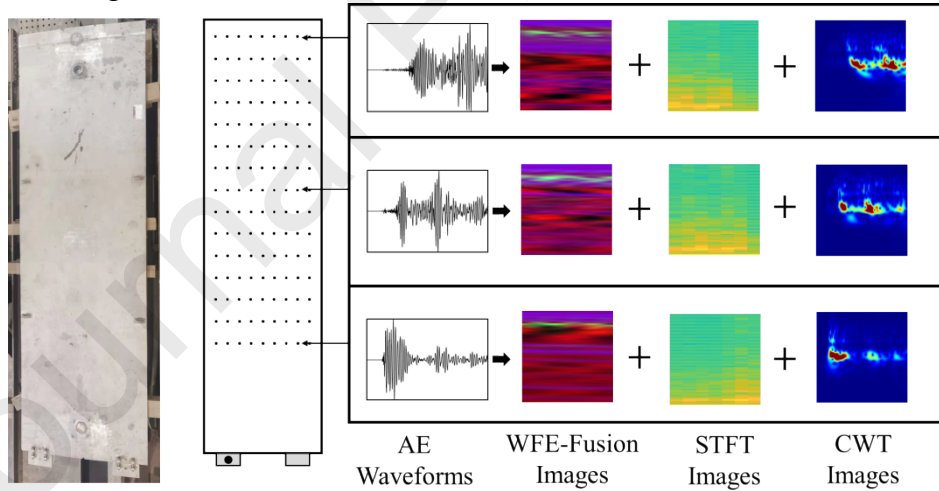 AE
Waveforms
WFE-Fusion
Images
STFT
Images
CWT
Images